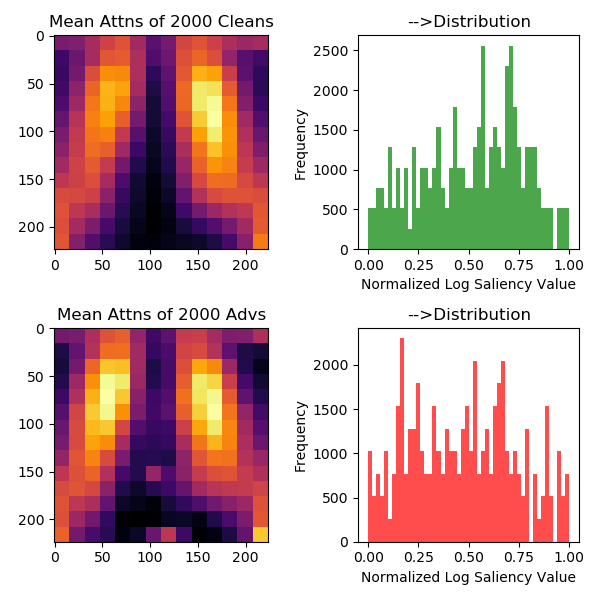 Mean Attns of 2000 Cleans
-->Distribution
0
50
100
150
200
0 50 100 150 200
Frequency
2500
2000
1500
1000
500
0
0.00 0.25 0.50 0.75 1.00
Normalized Log Saliency Value
Mean Attns of 2000 Advs
-->Distribution
0
50
100
150
200
0 50 100 150 200
Frequency
2000
1500
1000
500
0
0.00 0.25 0.50 0.75 1.00
Normalized Log Saliency Value